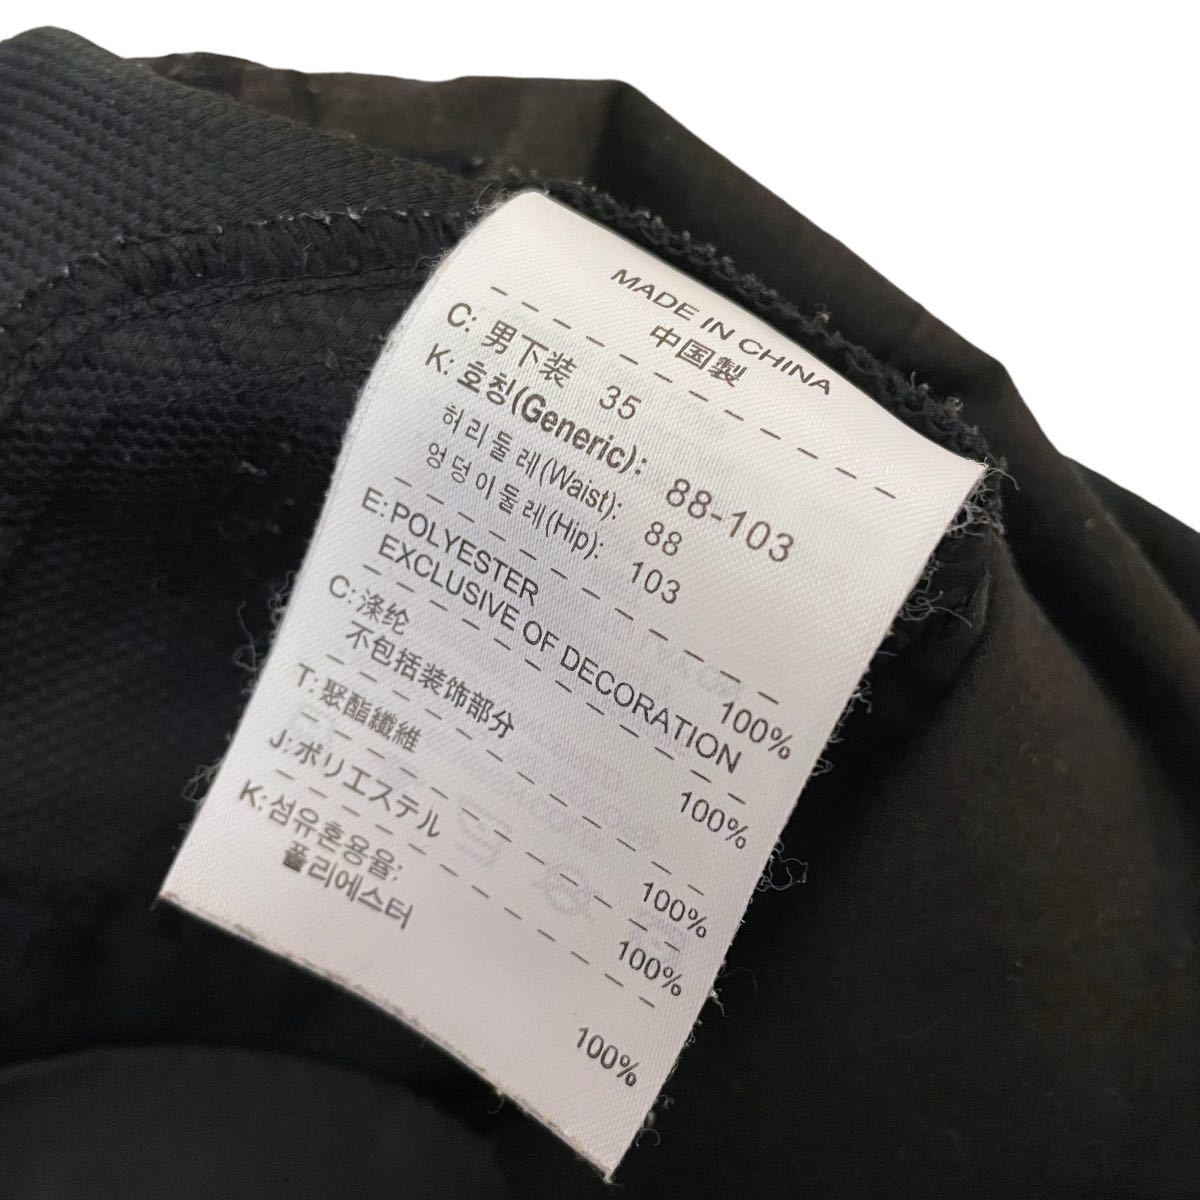 MADE IN CHINA
中国製
C: 男下装 35
K: 호칭(Generic): 88-103
허리둘레(Waist): 88
엉덩이둘레(Hip): 103
E: POLYESTER 100%
EXCLUSIVE OF DECORATION
C: 涤纶 100%
不包括装饰部分
T: 聚酯纖維 100%
J: ポリエステル 100%
K: 섬유혼용율:
폴리에스터 100%